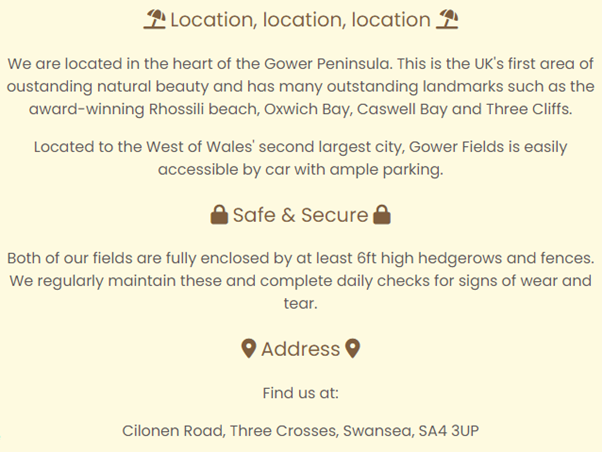 Location, location, location
We are located in the heart of the Gower Peninsula. This is the UK's first area of
oustanding natural beauty and has many outstanding landmarks such as the
award-winning Rhossili beach, Oxwich Bay, Caswell Bay and Three Cliffs.
Located to the West of Wales' second largest city, Gower Fields is easily
accessible by car with ample parking.
Safe & Secure
Both of our fields are fully enclosed by at least 6ft high hedgerows and fences.
We regularly maintain these and complete daily checks for signs of wear and
tear.
Address
Find us at:
Cilonen Road, Three Crosses, Swansea, SA4 3UP